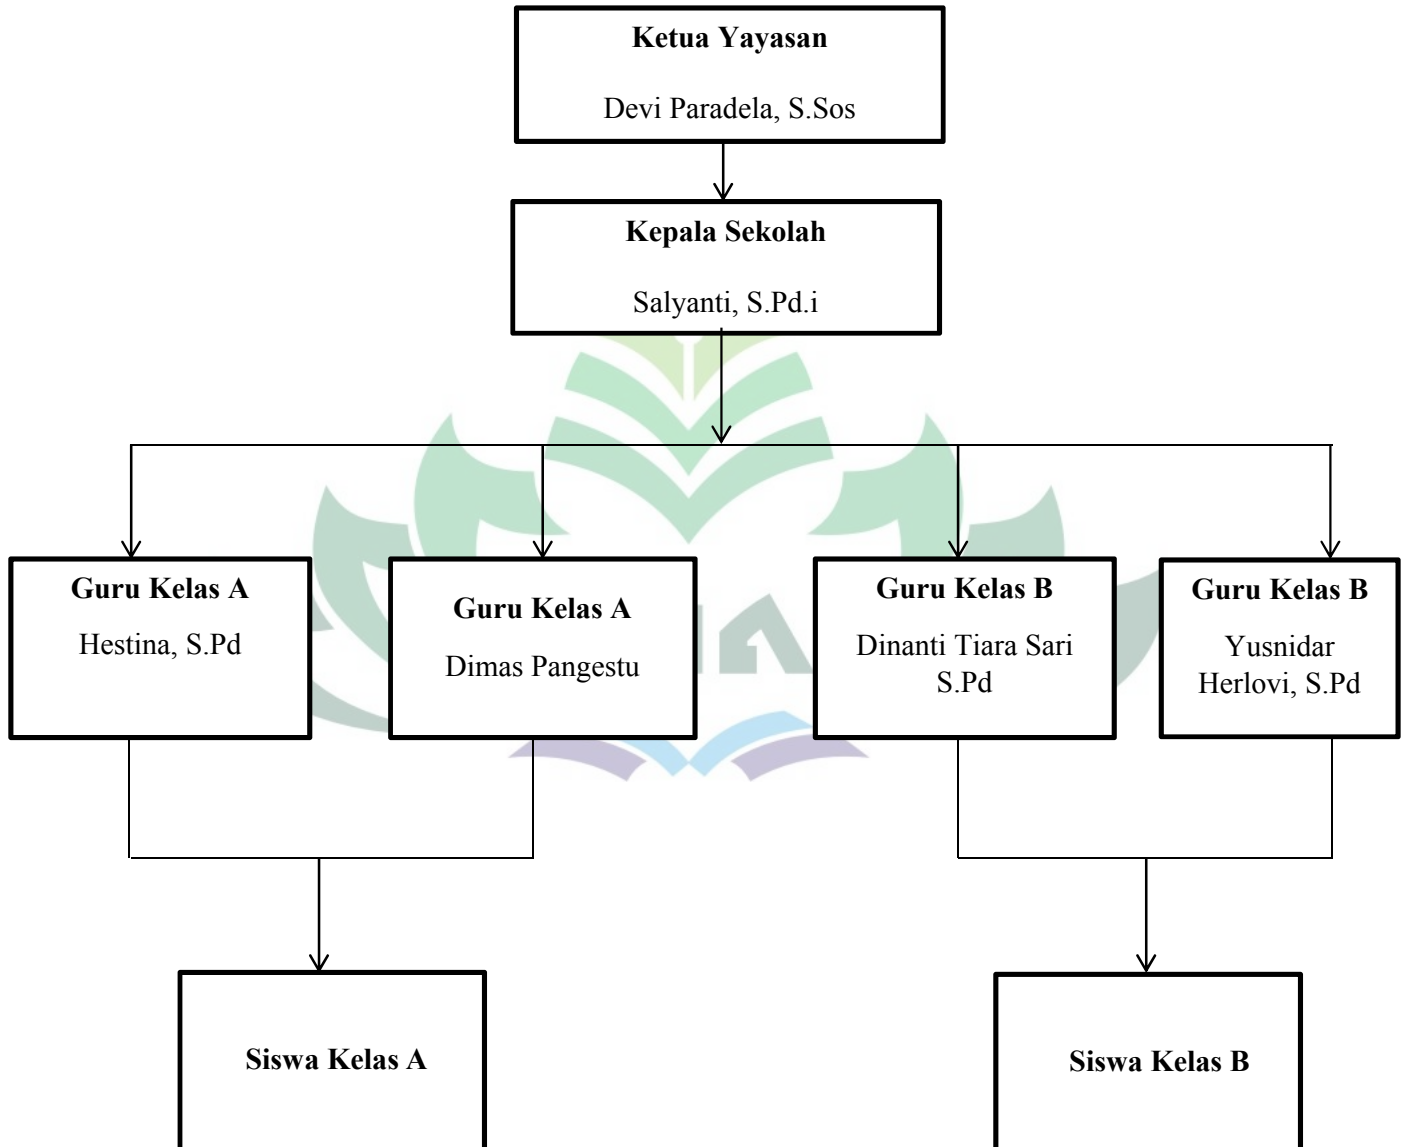 Ketua Yayasan
Devi Paradela, S.Sos
Kepala Sekolah
Salyanti, S.Pd.i
Guru Kelas A
Hestina, S.Pd
Guru Kelas A
Dimas Pangestu
Guru Kelas B
Dinanti Tiara Sari
S.Pd
Guru Kelas B
Yusnidar
Herlovi, S.Pd
Siswa Kelas A
Siswa Kelas B